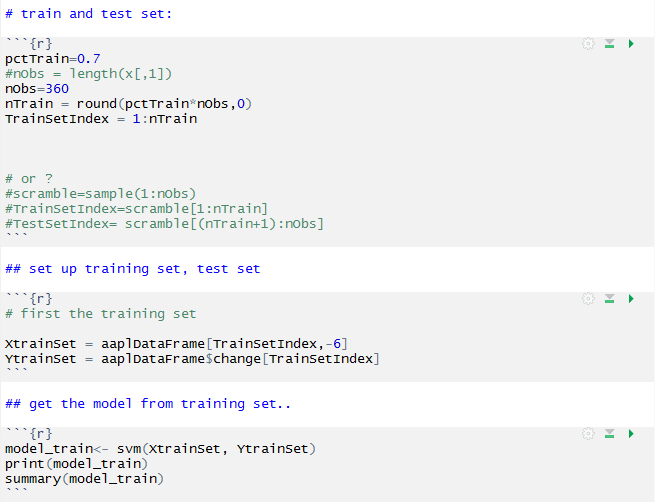 # train and test set:
```{r}
pctTrain=0.7
#nObs = length(x[,1])
nObs=360
nTrain = round(pctTrain*nObs,0)
TrainSetIndex = 1:nTrain
# or ?
#scramble=sample(1:nObs)
#TrainSetIndex=scramble[1:nTrain]
#TestSetIndex= scramble[(nTrain+1):nObs]
```
## set up training set, test set
```{r}
# first the training set
XtrainSet = aaplDataFrame[TrainSetIndex,-6]
YtrainSet = aaplDataFrame$change[TrainSetIndex]
```
## get the model from training set..
```{r}
model_train<- svm(XtrainSet, YtrainSet)
print(model_train)
summary(model_train)
```